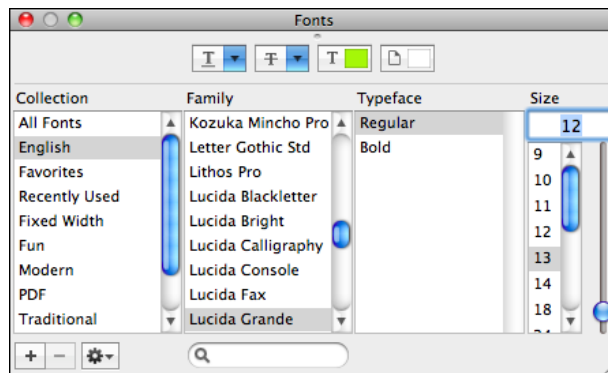 Fonts
T T T
Collection Family Typeface Size
All Fonts Kozuka Mincho Pro Regular 12
English Letter Gothic Std Bold 9
Favorites Lithos Pro 10
Recently Used Lucida Blackletter 11
Fixed Width Lucida Bright 12
Fun Lucida Calligraphy 13
Modern Lucida Console 14
PDF Lucida Fax 18
Traditional Lucida Grande